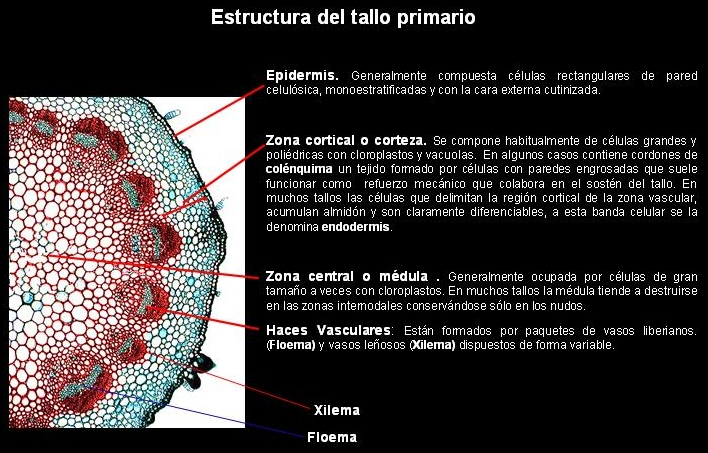 Estructura del tallo primario
Epidermis. Generalmente compuesta células rectangulares de pared
celulósica, monoestratificadas y con la cara externa cutinizada.
Zona cortical o corteza. Se compone habitualmente de células grandes y
poliédricas con cloroplastos y vacuolas. En algunos casos contiene cordones de
colénquima un tejido formado por células con paredes engrosadas que suele
funcionar como refuerzo mecánico que colabora en el sostén del tallo. En
muchos tallos las células que delimitan la región cortical de la zona vascular,
acumulan almidón y son claramente diferenciables, a esta banda celular se la
denomina endodermis.
Zona central o médula . Generalmente ocupada por células de gran
tamaño a veces con cloroplastos. En muchos tallos la médula tiende a destruirse
en las zonas internodales conservándose sólo en los nudos.
Haces Vasculares: Están formados por paquetes de vasos liberianos.
(Floema) y vasos leñosos (Xilema) dispuestos de forma variable.
Xilema
Floema